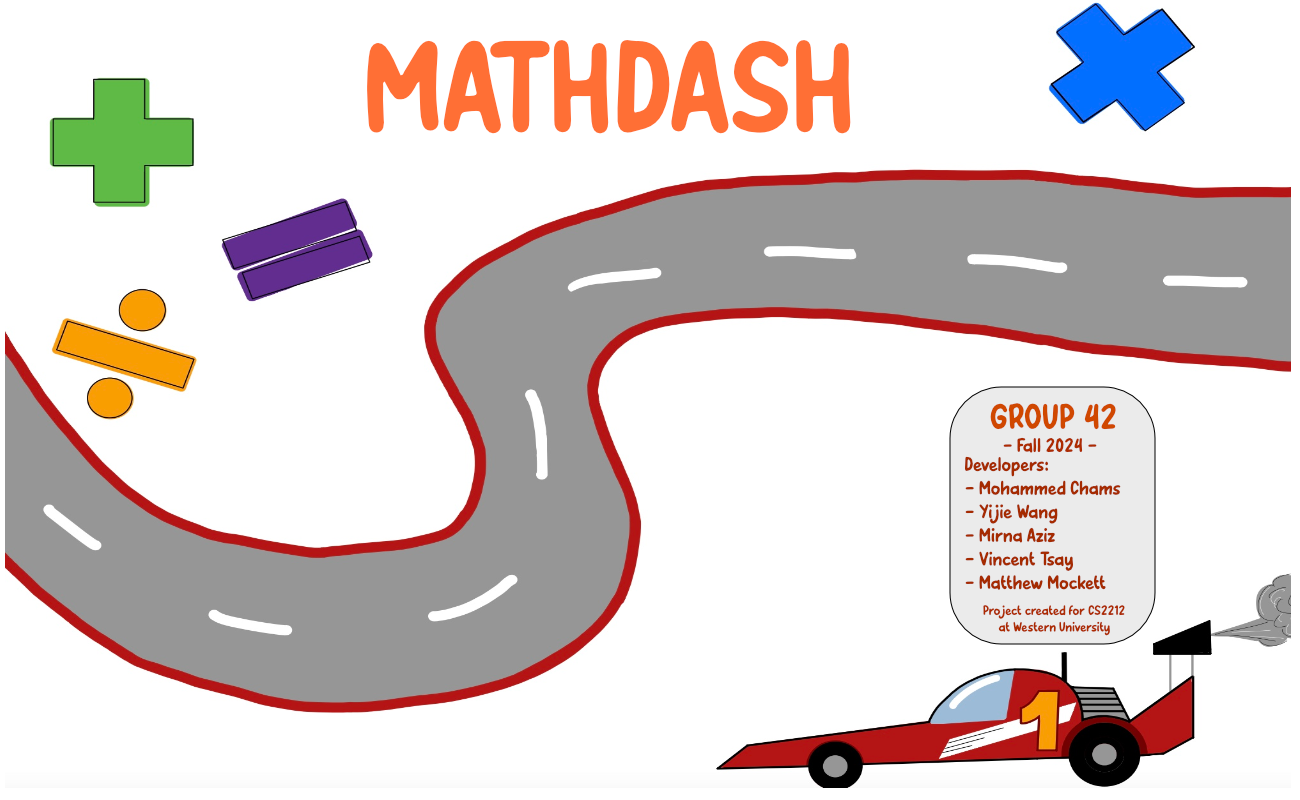 MATHDASH
GROUP 42
- Fall 2024 -
Developers:
- Mohammed Chams
- Yijie Wang
- Mirna Aziz
- Vincent Tsay
- Matthew Mockett
Project created for CS2212
at Western University
1